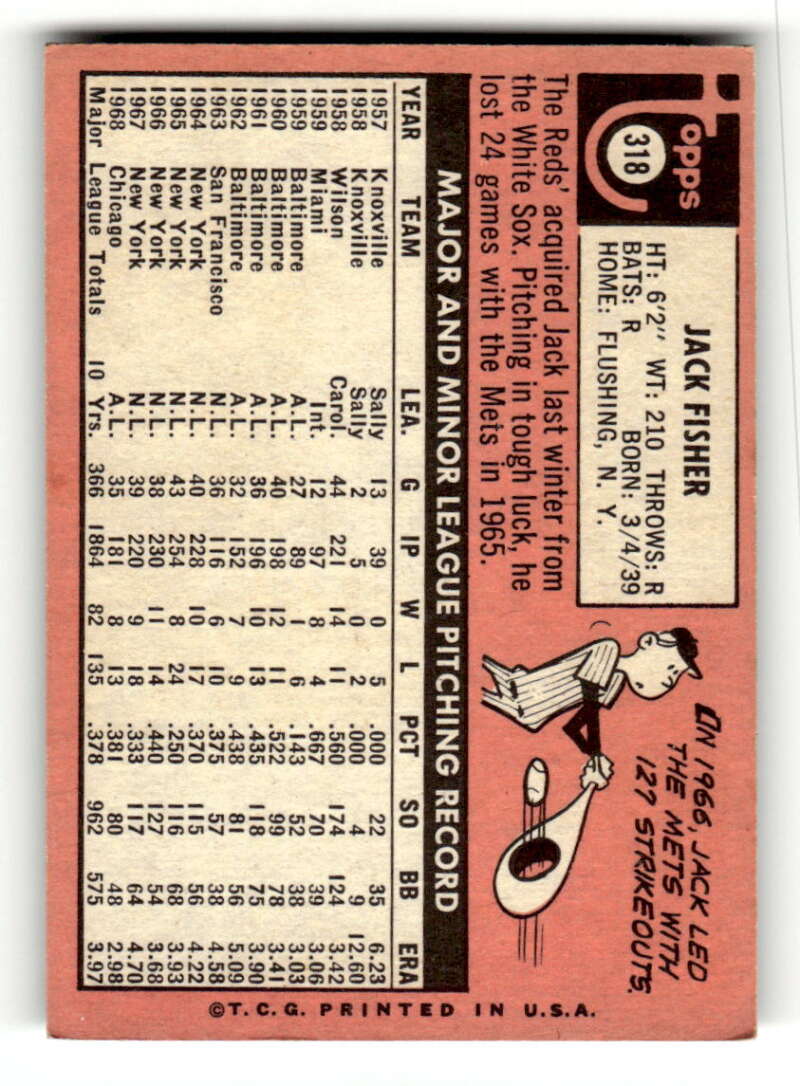 Topps
318
JACK FISHER
HT: 6'2" WT: 210 THROWS: R
BATS: R BORN: 3/4/39
HOME: FLUSHING, N. Y.
The Reds' acquired Jack last winter from
the White Sox. Pitching in tough luck, he
lost 24 games with the Mets in 1965.
IN 1966, JACK LED
THE METS WITH
127 STRIKEOUTS.
MAJOR AND MINOR LEAGUE PITCHING RECORD
YEAR TEAM LEA. G IP W L PCT SO BB ERA
1957 Knoxville Sally 13 39 0 5 .000 22 35 6.23
1958 Knoxville Sally 2 5 0 2 .000 4 9 12.60
1958 Wilson Carol. 44 221 14 11 .560 174 124 3.42
1959 Miami Int. 12 97 8 4 .667 70 39 3.06
1959 Baltimore A.L. 27 89 1 6 .143 52 38 3.03
1960 Baltimore A.L. 40 198 12 11 .522 99 78 3.41
1961 Baltimore A.L. 36 196 10 13 .435 118 75 3.90
1962 Baltimore A.L. 32 152 7 9 .438 81 56 5.09
1963 San Francisco N.L. 36 116 6 10 .375 57 38 4.58
1964 New York N.L. 40 228 10 17 .370 115 56 4.22
1965 New York N.L. 43 254 8 24 .250 116 68 3.93
1966 New York N.L. 38 230 11 14 .440 127 54 3.68
1967 New York N.L. 39 220 9 18 .333 117 64 4.70
1968 Chicago A.L. 35 181 8 13 .381 80 48 2.98
Major League Totals 10 Yrs. 366 1864 82 135 .378 962 575 3.97
©T.C.G. PRINTED IN U.S.A.